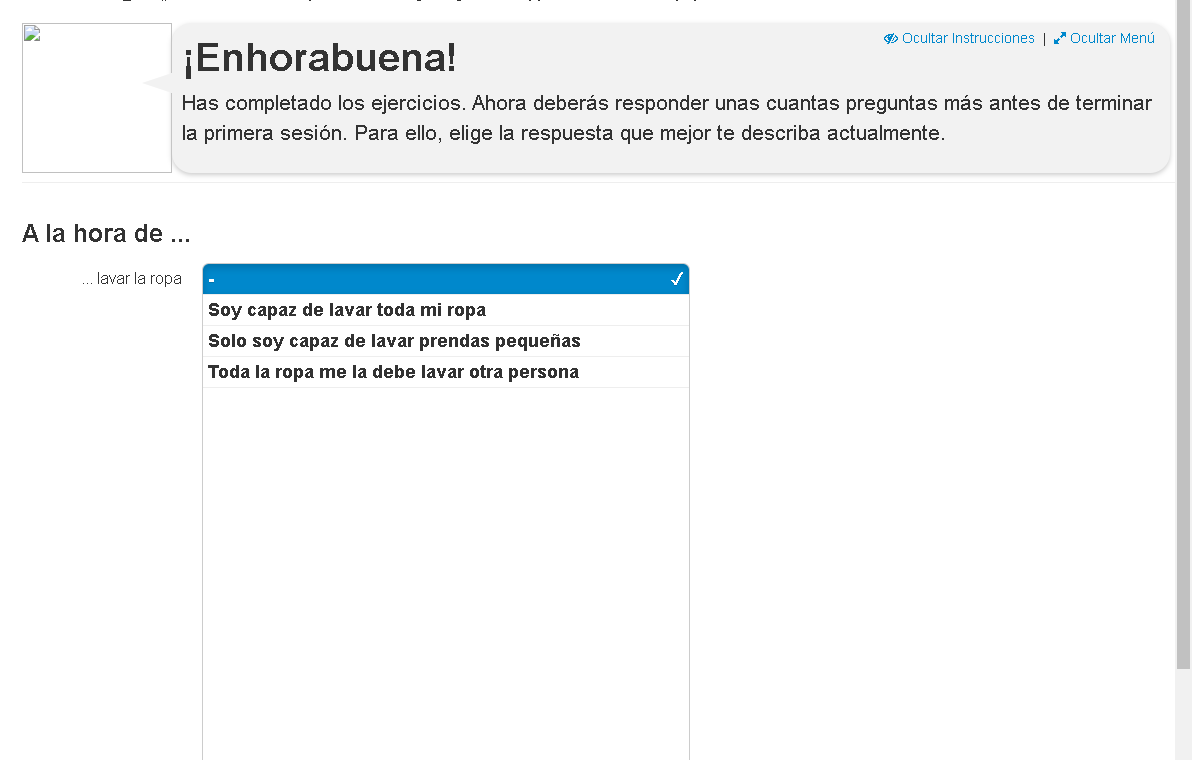 Ocultar Instrucciones | Ocultar Menú
¡Enhorabuena!
Has completado los ejercicios. Ahora deberás responder unas cuantas preguntas más antes de terminar
la primera sesión. Para ello, elige la respuesta que mejor te describa actualmente.
A la hora de ...
... lavar la ropa
-
Soy capaz de lavar toda mi ropa
Solo soy capaz de lavar prendas pequeñas
Toda la ropa me la debe lavar otra persona